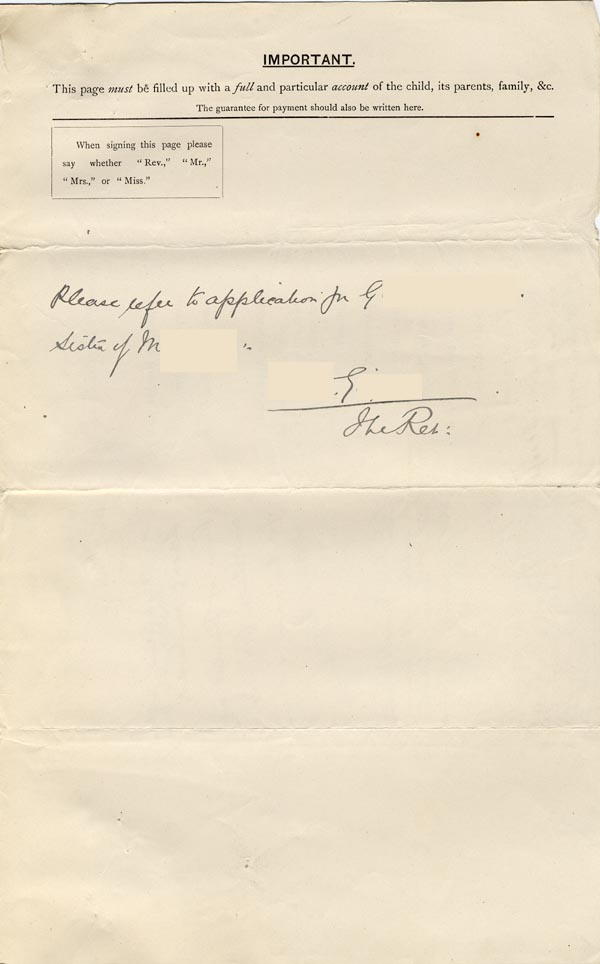 IMPORTANT.
This page must be filled up with a full and particular account of the child, its parents, family, &c.
The guarantee for payment should also be written here.
When signing this page please
say whether "Rev.," "Mr.,"
"Mrs.," or "Miss."
Please refer to application for G
Sister of M
G.
The Rev: